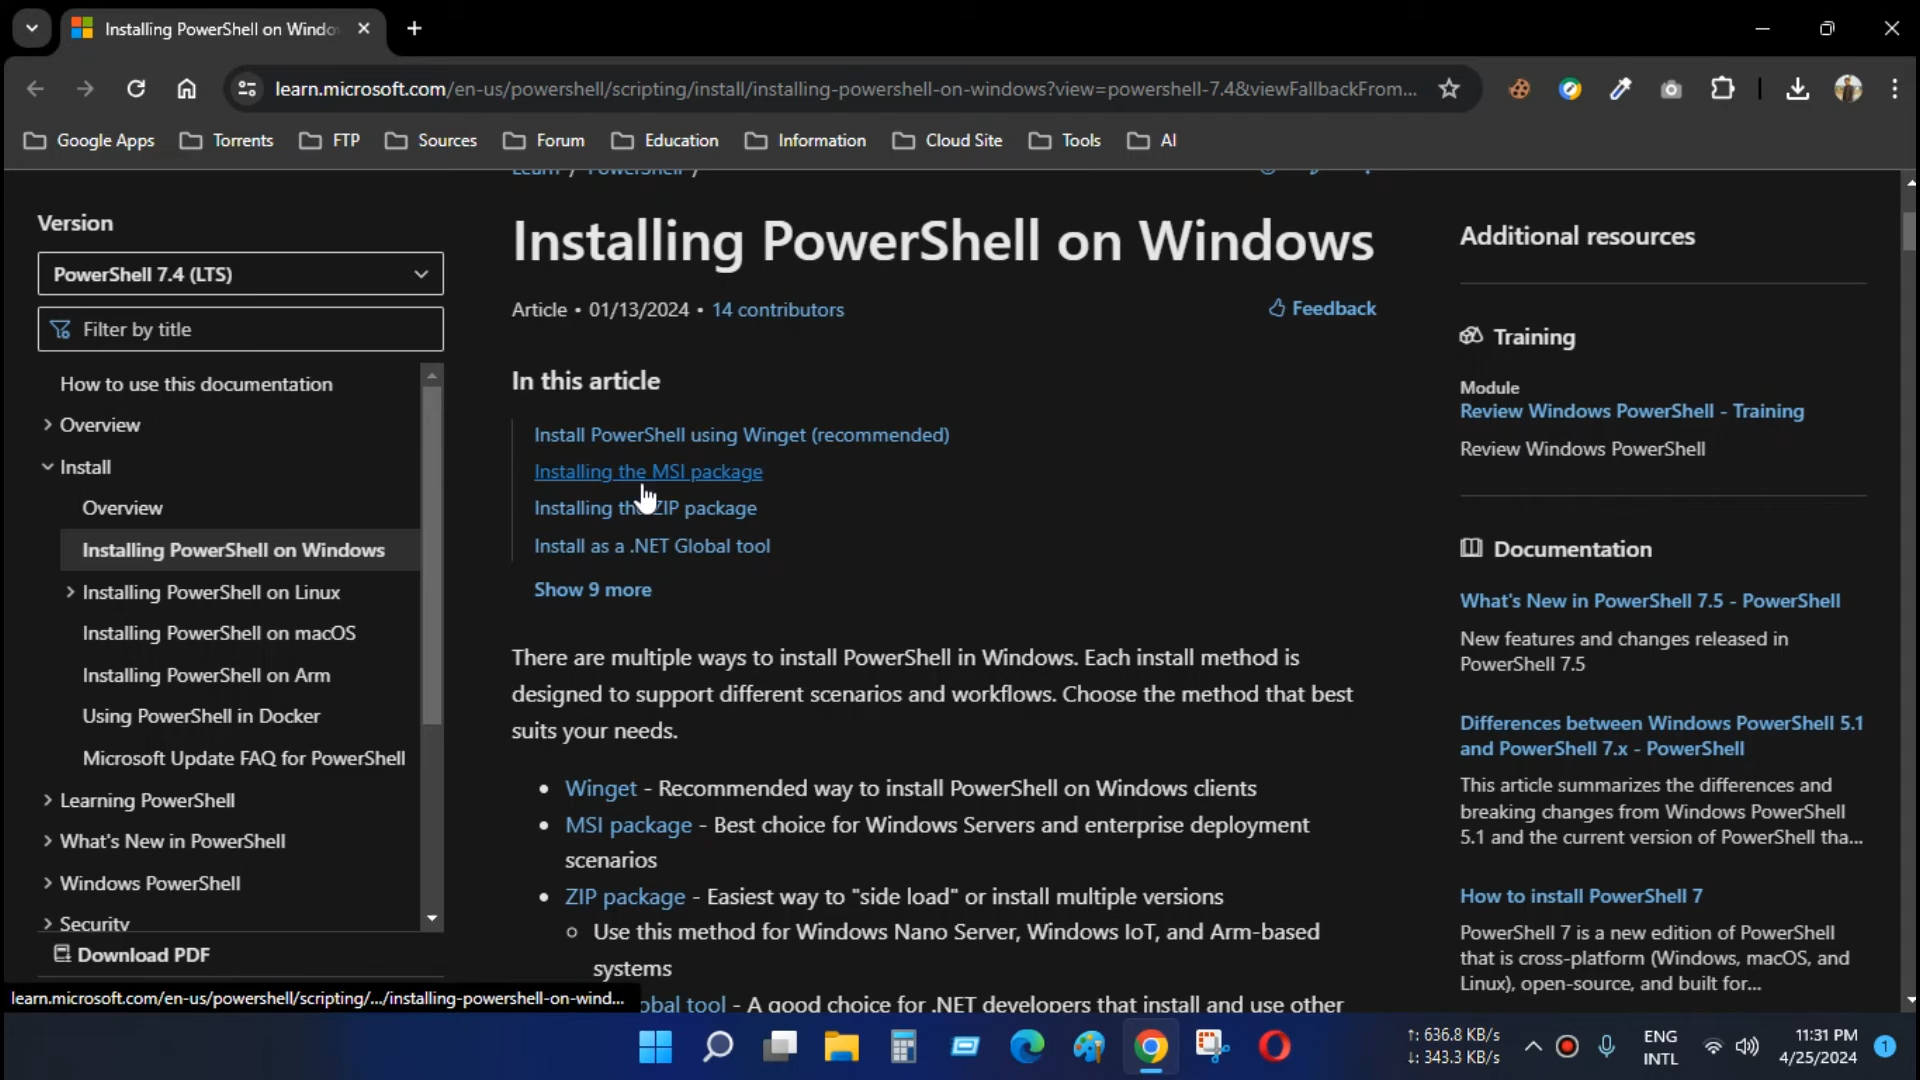 Installing PowerShell on Windo
learn.microsoft.com/en-us/powershell/scripting/install/installing-powershell-on-windows?view=powershell-7.4&viewFallbackFrom...
Google Apps
Torrents
FTP
Sources
Forum
Education
Information
Cloud Site
Tools
AI
Version
PowerShell 7.4 (LTS)
Filter by title
How to use this documentation
Overview
Install
Overview
Installing PowerShell on Windows
Installing PowerShell on Linux
Installing PowerShell on macOS
Installing PowerShell on Arm
Using PowerShell in Docker
Microsoft Update FAQ for PowerShell
Learning PowerShell
What's New in PowerShell
Windows PowerShell
Security
Download PDF
Learn / PowerShell /
Installing PowerShell on Windows
Article • 01/13/2024 • 14 contributors
Feedback
In this article
Install PowerShell using Winget (recommended)
Installing the MSI package
Installing the ZIP package
Install as a .NET Global tool
Show 9 more
There are multiple ways to install PowerShell in Windows. Each install method is
designed to support different scenarios and workflows. Choose the method that best
suits your needs.
• Winget - Recommended way to install PowerShell on Windows clients
• MSI package - Best choice for Windows Servers and enterprise deployment
scenarios
• ZIP package - Easiest way to "side load" or install multiple versions
Use this method for Windows Nano Server, Windows IoT, and Arm-based
systems
obal tool - A good choice for .NET developers that install and use other
Additional resources
Training
Module
Review Windows PowerShell - Training
Review Windows PowerShell
Documentation
What's New in PowerShell 7.5 - PowerShell
New features and changes released in
PowerShell 7.5
Differences between Windows PowerShell 5.1
and PowerShell 7.x - PowerShell
This article summarizes the differences and
breaking changes from Windows PowerShell
5.1 and the current version of PowerShell tha...
How to install PowerShell 7
PowerShell 7 is a new edition of PowerShell
that is cross-platform (Windows, macOS, and
Linux), open-source, and built for...
learn.microsoft.com/en-us/powershell/scripting/.../installing-powershell-on-wind...
↑: 636.8 KB/s
↓: 343.3 KB/s
ENG
INTL
11:31 PM
4/25/2024
1